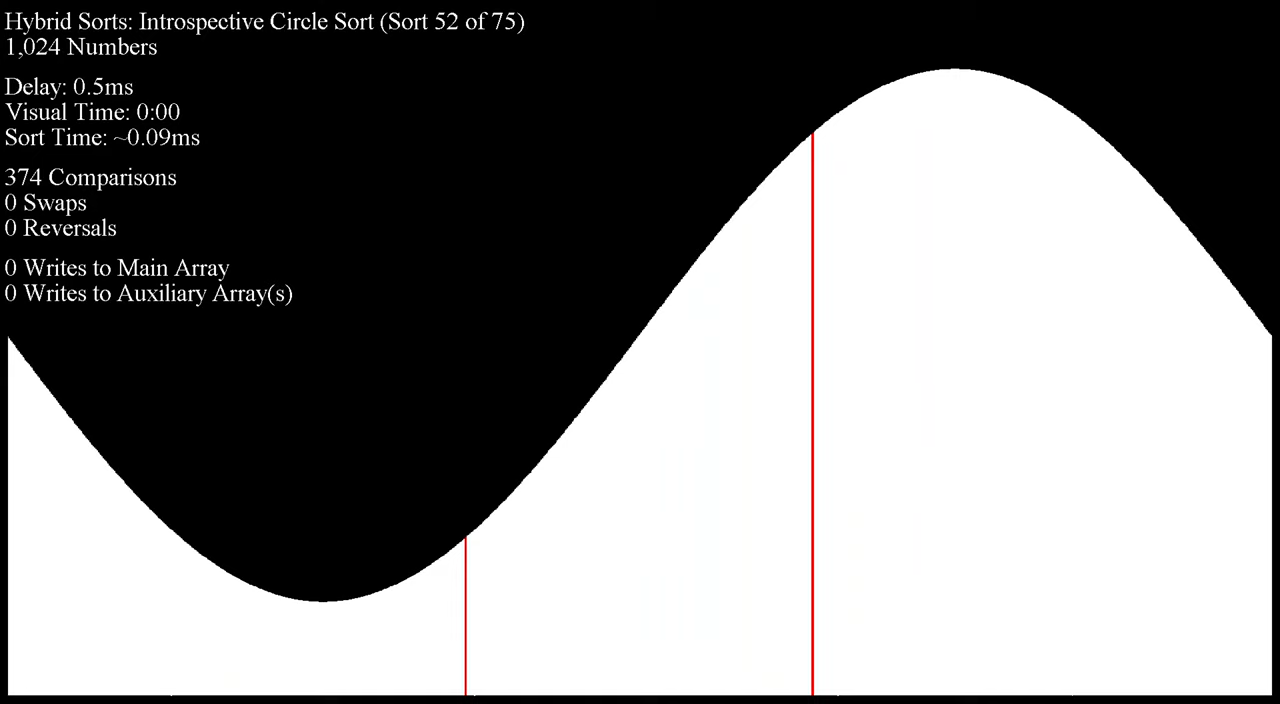 Hybrid Sorts: Introspective Circle Sort (Sort 52 of 75)
1,024 Numbers
Delay: 0.5ms
Visual Time: 0:00
Sort Time: ~0.09ms
374 Comparisons
0 Swaps
0 Reversals
0 Writes to Main Array
0 Writes to Auxiliary Array(s)